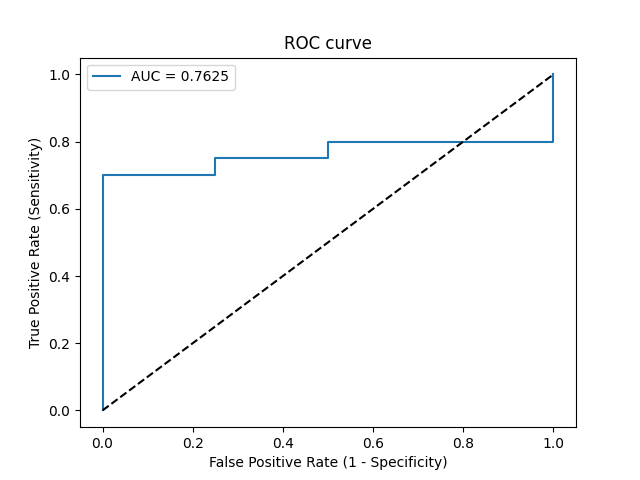 ROC curve
AUC = 0.7625
1.0
0.8
0.6
0.4
0.2
0.0
True Positive Rate (Sensitivity)
0.0 0.2 0.4 0.6 0.8 1.0
False Positive Rate (1 - Specificity)